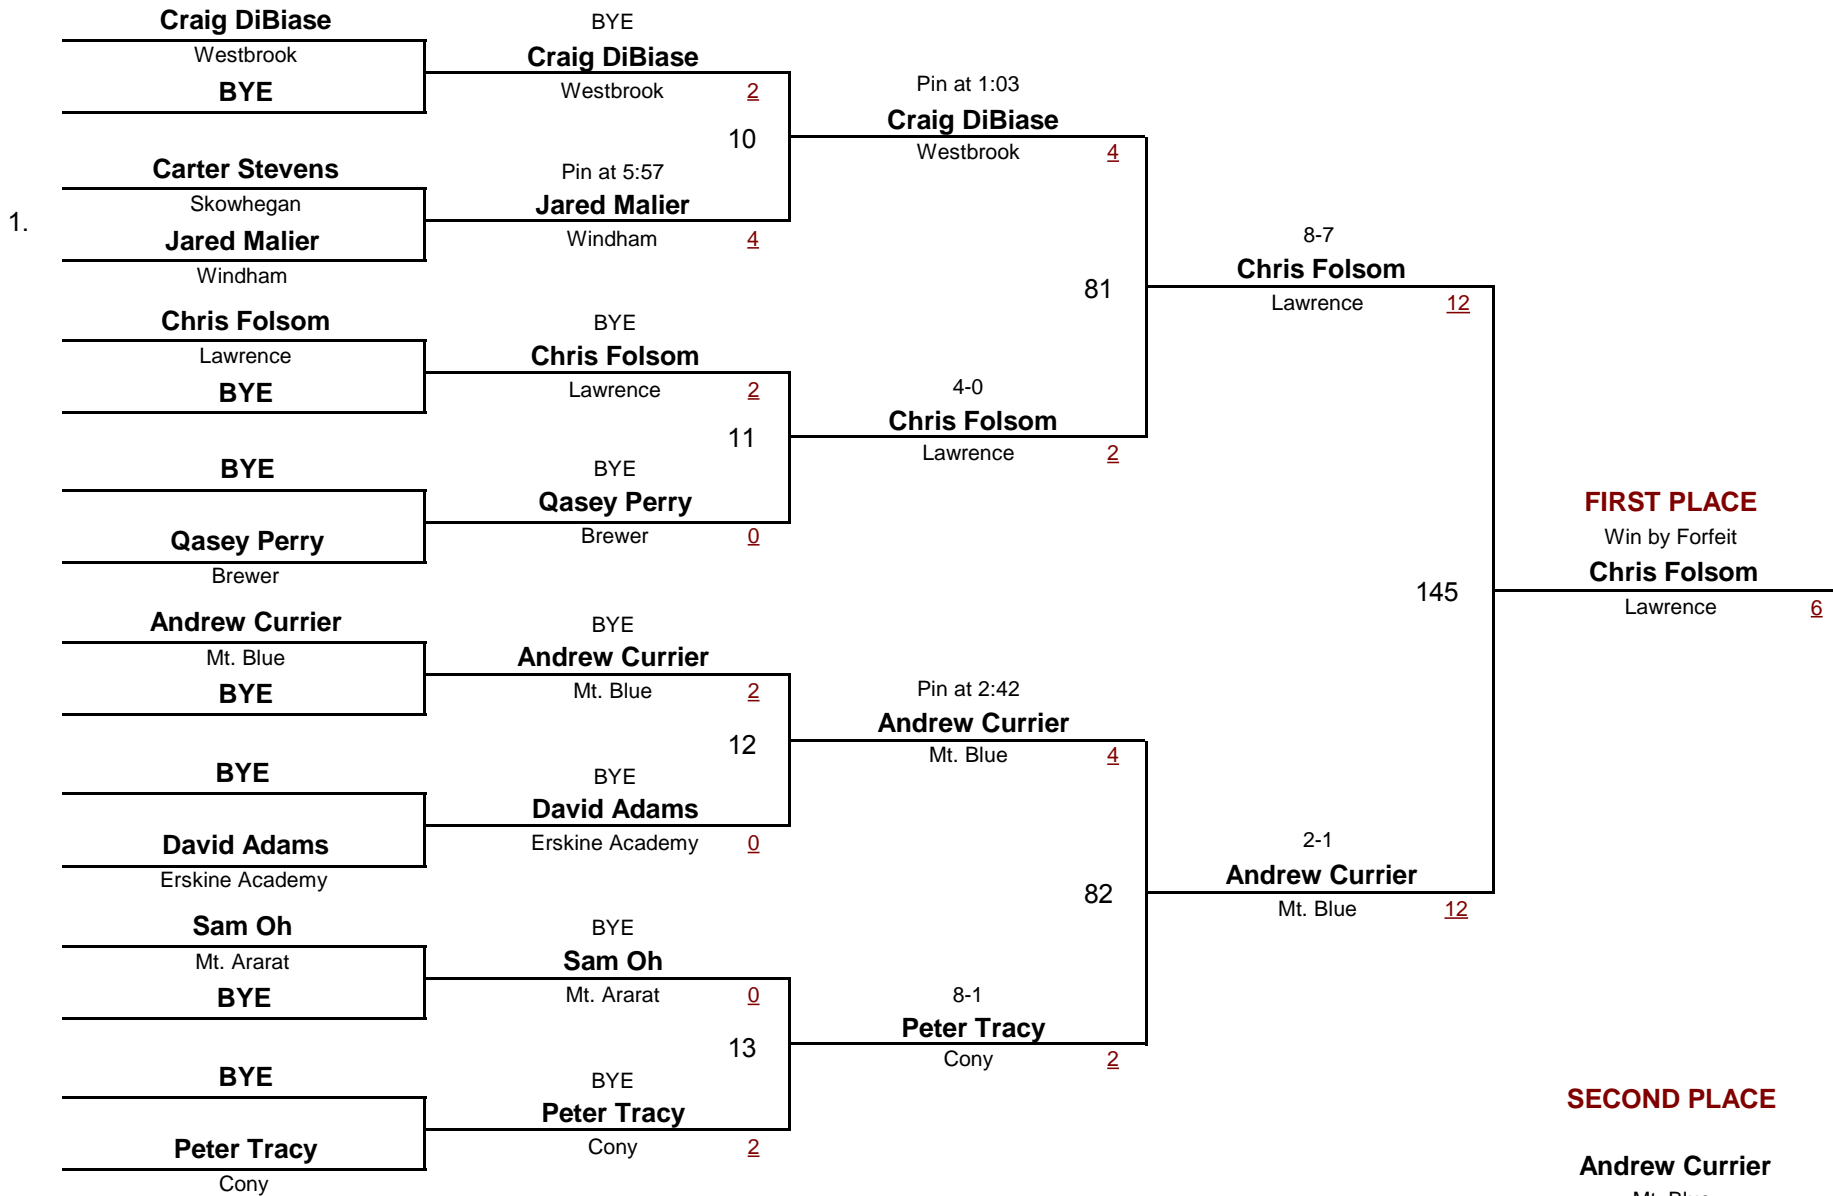 Craig DiBiase
Westbrook
BYE
1.
Carter Stevens
Skowhegan
Jared Malier
Windham
Chris Folsom
Lawrence
BYE
BYE
Qasey Perry
Brewer
Andrew Currier
Mt. Blue
BYE
BYE
David Adams
Erskine Academy
Sam Oh
Mt. Ararat
BYE
BYE
Peter Tracy
Cony
BYE
Craig DiBiase
Westbrook 2
10
Pin at 5:57
Jared Malier
Windham 4
BYE
Chris Folsom
Lawrence 2
11
BYE
Qasey Perry
Brewer 0
BYE
Andrew Currier
Mt. Blue 2
12
BYE
David Adams
Erskine Academy 0
BYE
Sam Oh
Mt. Ararat 0
13
BYE
Peter Tracy
Cony 2
Pin at 1:03
Craig DiBiase
Westbrook 4
81
4-0
Chris Folsom
Lawrence 2
Pin at 2:42
Andrew Currier
Mt. Blue 4
82
8-1
Peter Tracy
Cony 2
8-7
Chris Folsom
Lawrence 12
145
2-1
Andrew Currier
Mt. Blue 12
FIRST PLACE
Win by Forfeit
Chris Folsom
Lawrence 6
SECOND PLACE
Andrew Currier
Mt. Blue